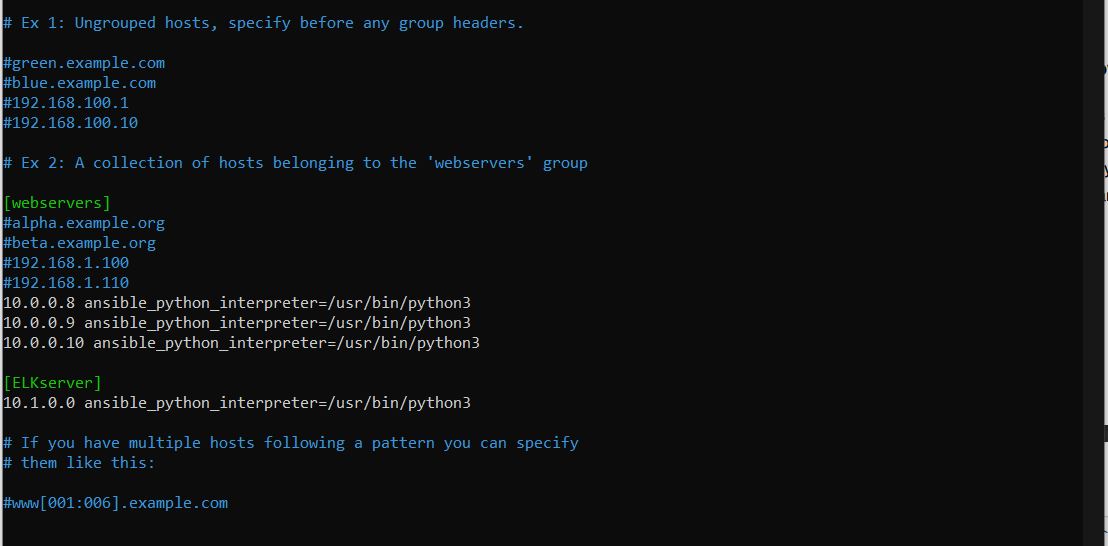 # Ex 1: Ungrouped hosts, specify before any group headers.
#green.example.com
#blue.example.com
#192.168.100.1
#192.168.100.10
# Ex 2: A collection of hosts belonging to the 'webservers' group
[webservers]
#alpha.example.org
#beta.example.org
#192.168.1.100
#192.168.1.110
10.0.0.8 ansible_python_interpreter=/usr/bin/python3
10.0.0.9 ansible_python_interpreter=/usr/bin/python3
10.0.0.10 ansible_python_interpreter=/usr/bin/python3
[ELKserver]
10.1.0.0 ansible_python_interpreter=/usr/bin/python3
# If you have multiple hosts following a pattern you can specify
# them like this:
#www[001:006].example.com